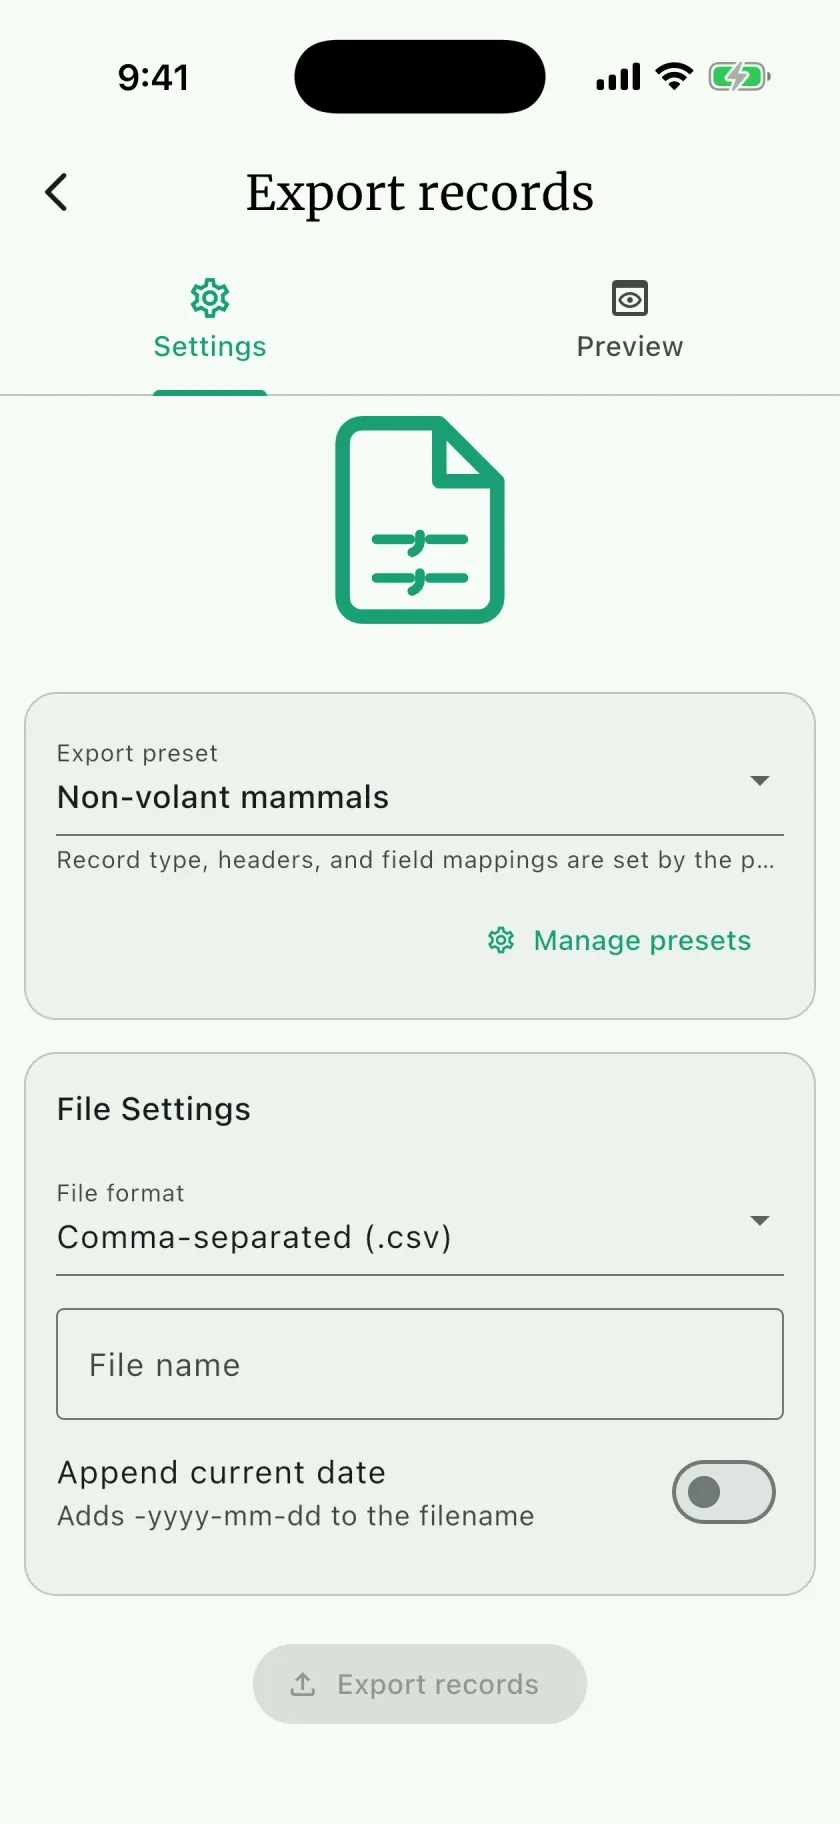 9:41
Export records
Settings
Preview
Export preset
Non-volant mammals
Record type, headers, and field mappings are set by the p...
Manage presets
File Settings
File format
Comma-separated (.csv)
File name
Append current date
Adds -yyyy-mm-dd to the filename
Export records